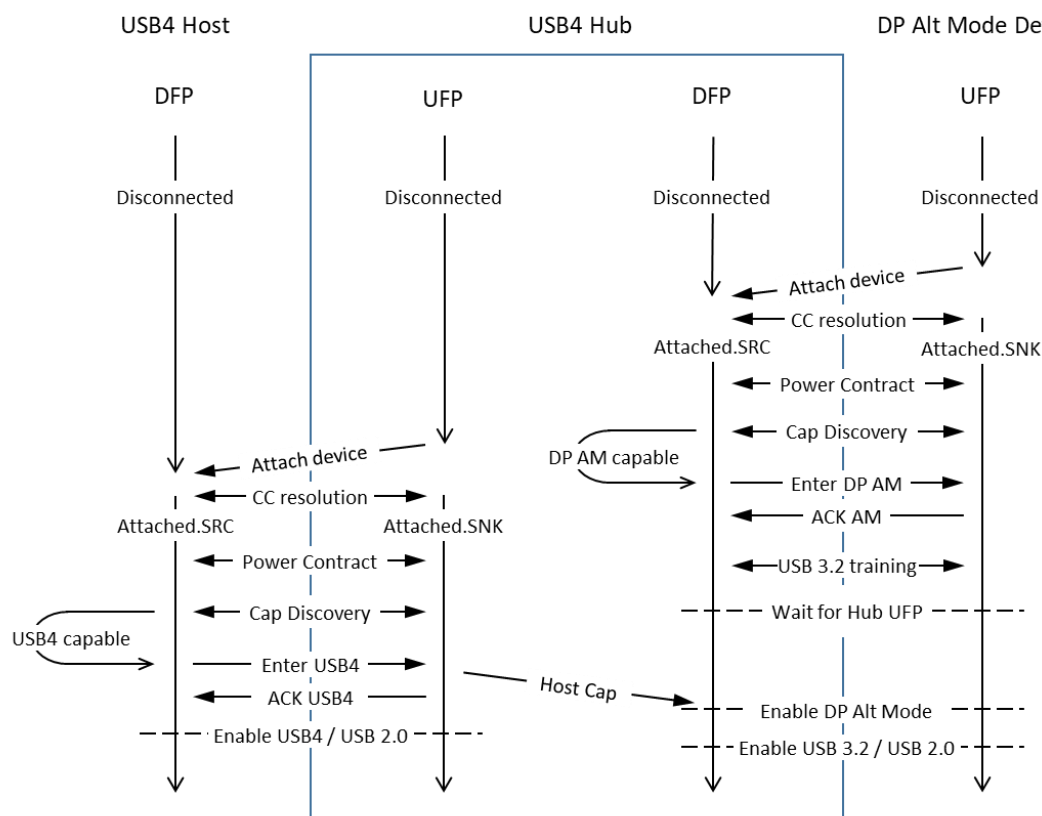 USB4 Host USB4 Hub DP Alt Mode De
DFP UFP DFP UFP
Disconnected Disconnected Disconnected Disconnected
Attach device
CC resolution
Attached.SRC Attached.SNK
Power Contract
Cap Discovery
DP AM capable
Enter DP AM
ACK AM
USB 3.2 training
Wait for Hub UFP
Attach device
CC resolution
Attached.SRC Attached.SNK
Power Contract
Cap Discovery
USB4 capable
Enter USB4
ACK USB4
Host Cap
Enable USB4 / USB 2.0
Enable DP Alt Mode
Enable USB 3.2 / USB 2.0